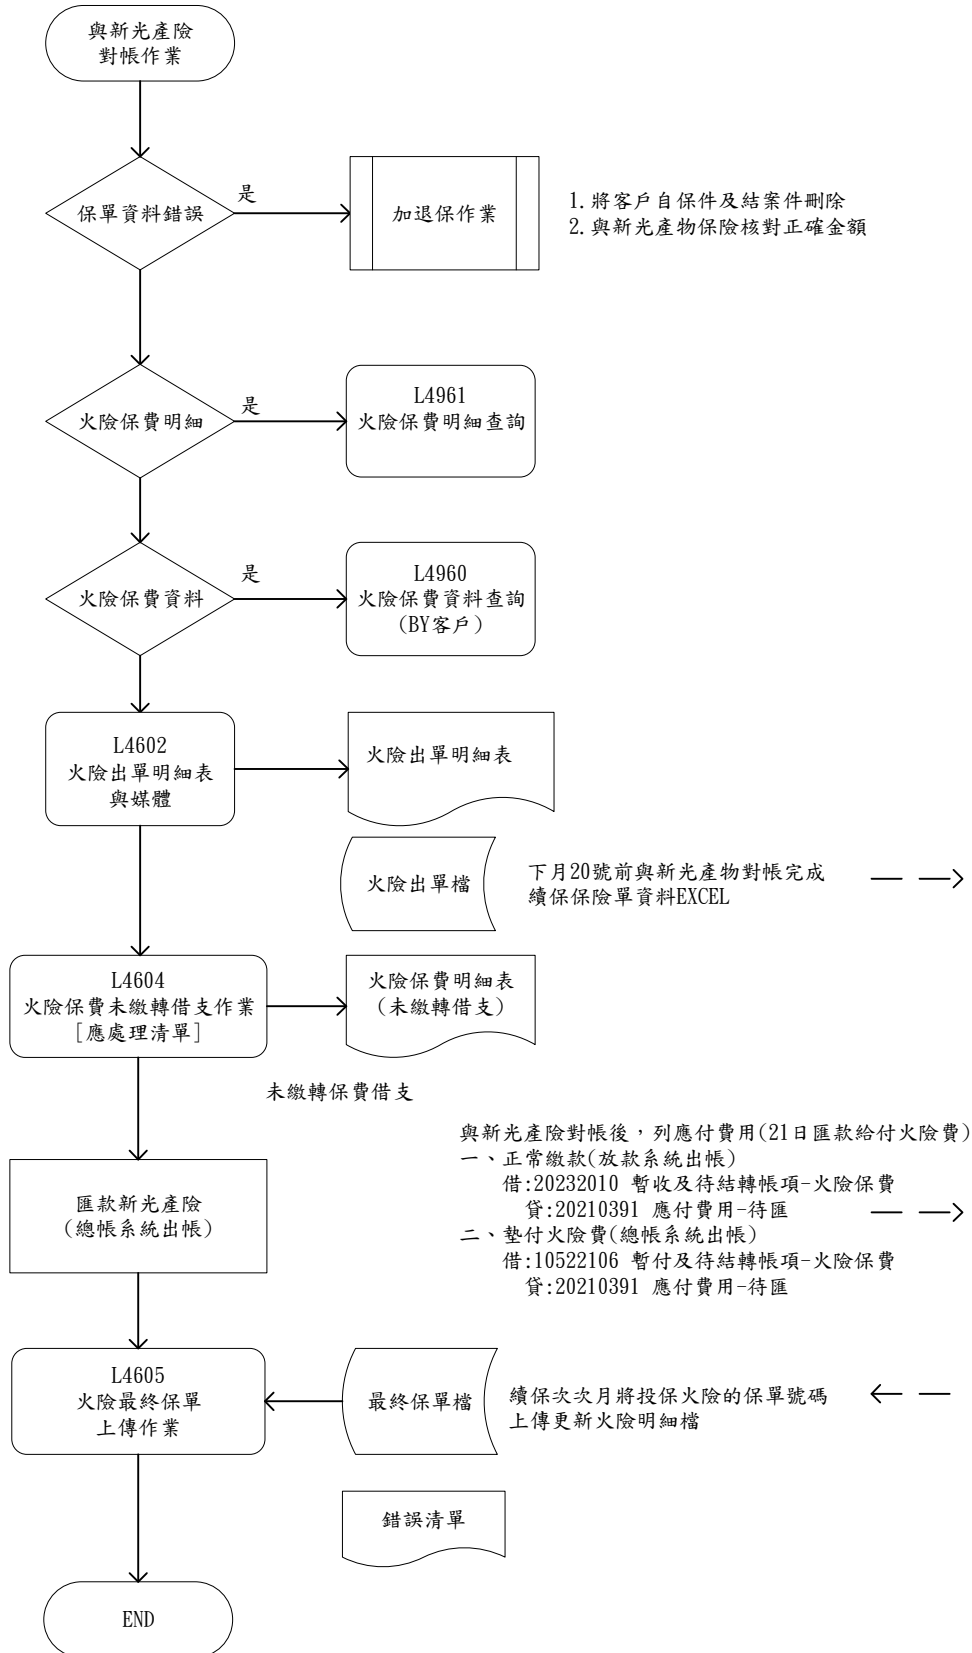 與新光產險
對帳作業
保單資料錯誤
是
加退保作業
1.將客戶自保件及結案件刪除
2.與新光產物保險核對正確金額
火險保費明細
是
L4961
火險保費明細查詢
火險保費資料
是
L4960
火險保費資料查詢
(BY客戶)
L4602
火險出單明細表
與媒體
火險出單明細表
火險出單檔
下月20號前與新光產物對帳完成
續保保險單資料EXCEL
L4604
火險保費未繳轉借支作業
[應處理清單]
火險保費明細表
(未繳轉借支)
未繳轉保費借支
匯款新光產險
(總帳系統出帳)
與新光產險對帳後，列應付費用(21日匯款給付火險費)
一、正常繳款(放款系統出帳)
借:20232010 暫收及待結轉帳項-火險保費
貸:20210391 應付費用-待匯
二、墊付火險費(總帳系統出帳)
借:10522106 暫付及待結轉帳項-火險保費
貸:20210391 應付費用-待匯
L4605
火險最終保單
上傳作業
最終保單檔
續保次次月將投保火險的保單號碼
上傳更新火險明細檔
錯誤清單
END